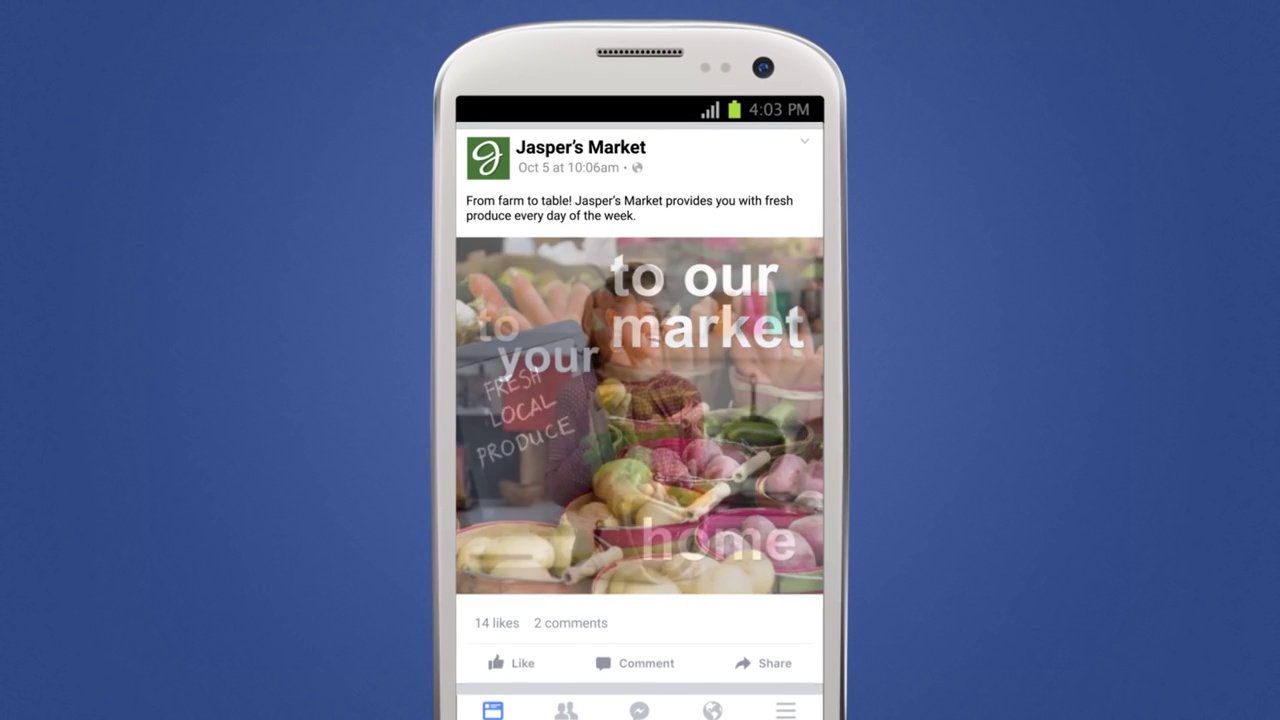 4:03 PM
Jasper's Market
Oct 5 at 10:06am •
From farm to table! Jasper's Market provides you with fresh
produce every day of the week.
to our
market
to
your
FRESH
LOCAL
PRODUCE
home
14 likes 2 comments
Like Comment Share